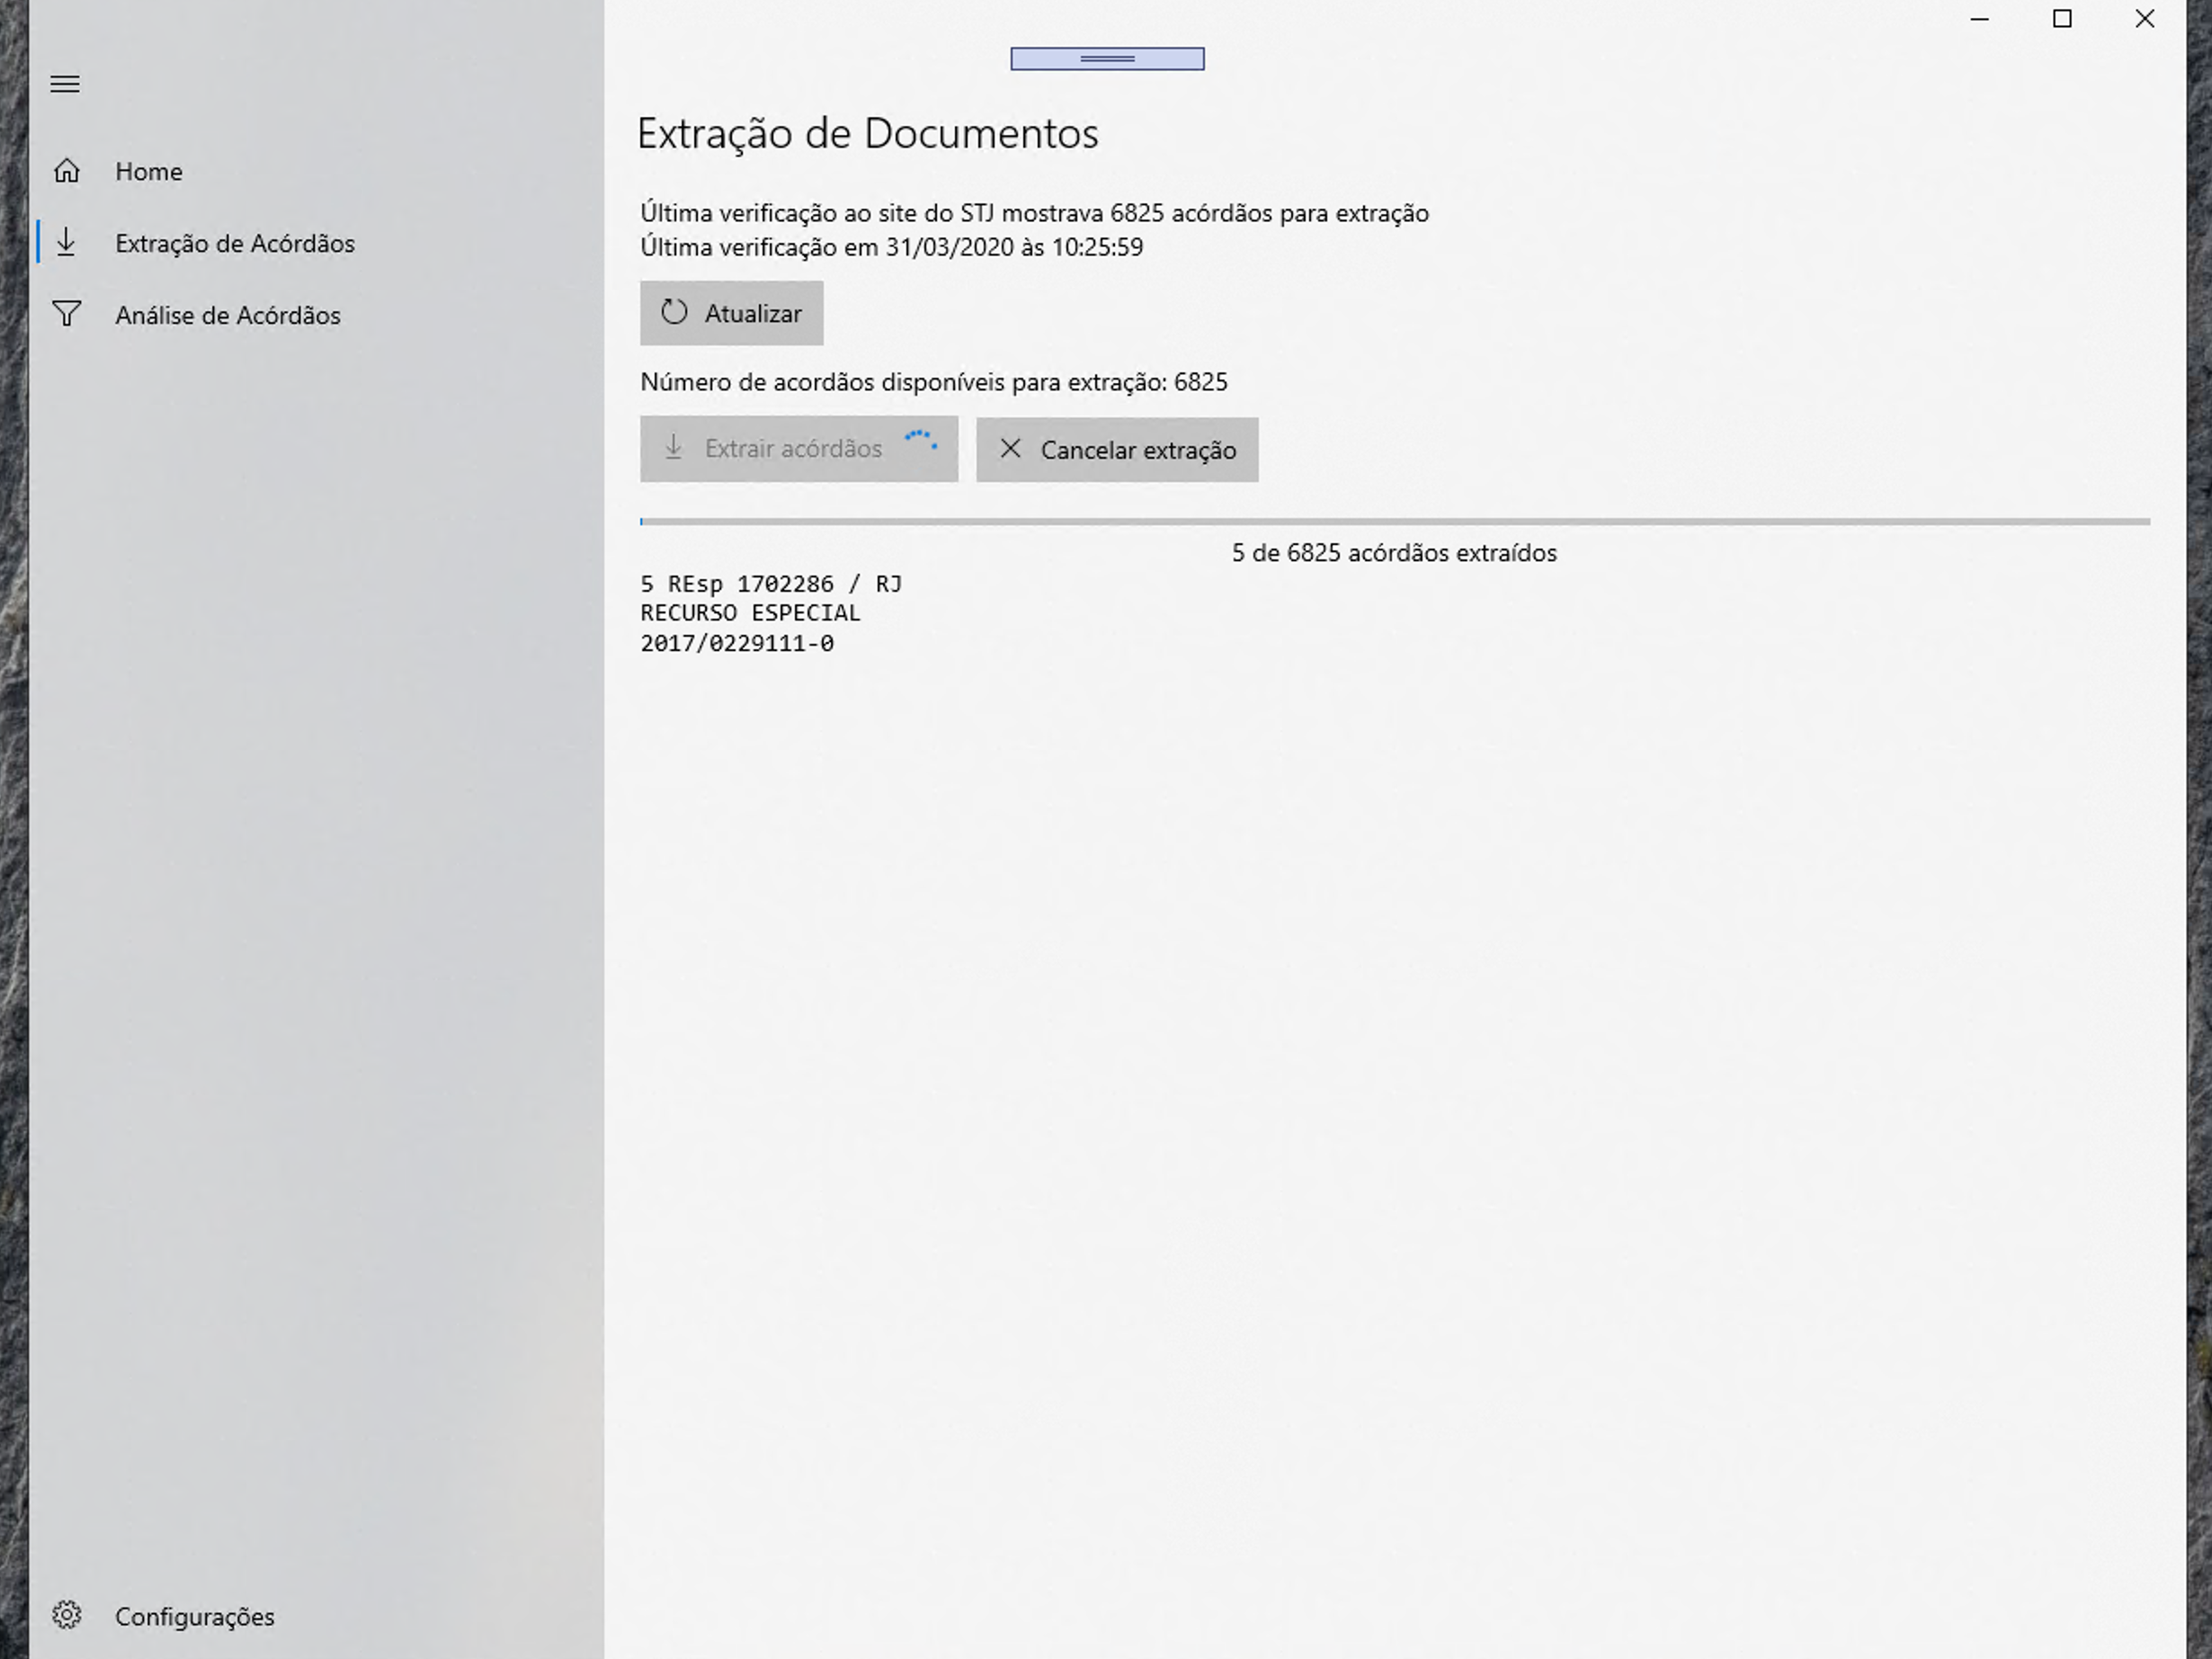 Home
Extração de Acórdãos
Análise de Acórdãos
Configurações
Extração de Documentos
Última verificação ao site do STJ mostrava 6825 acórdãos para extração
Última verificação em 31/03/2020 às 10:25:59
Atualizar
Número de acordãos disponíveis para extração: 6825
Extrair acórdãos
Cancelar extração
5 de 6825 acórdãos extraídos
5 REsp 1702286 / RJ
RECURSO ESPECIAL
2017/0229111-0